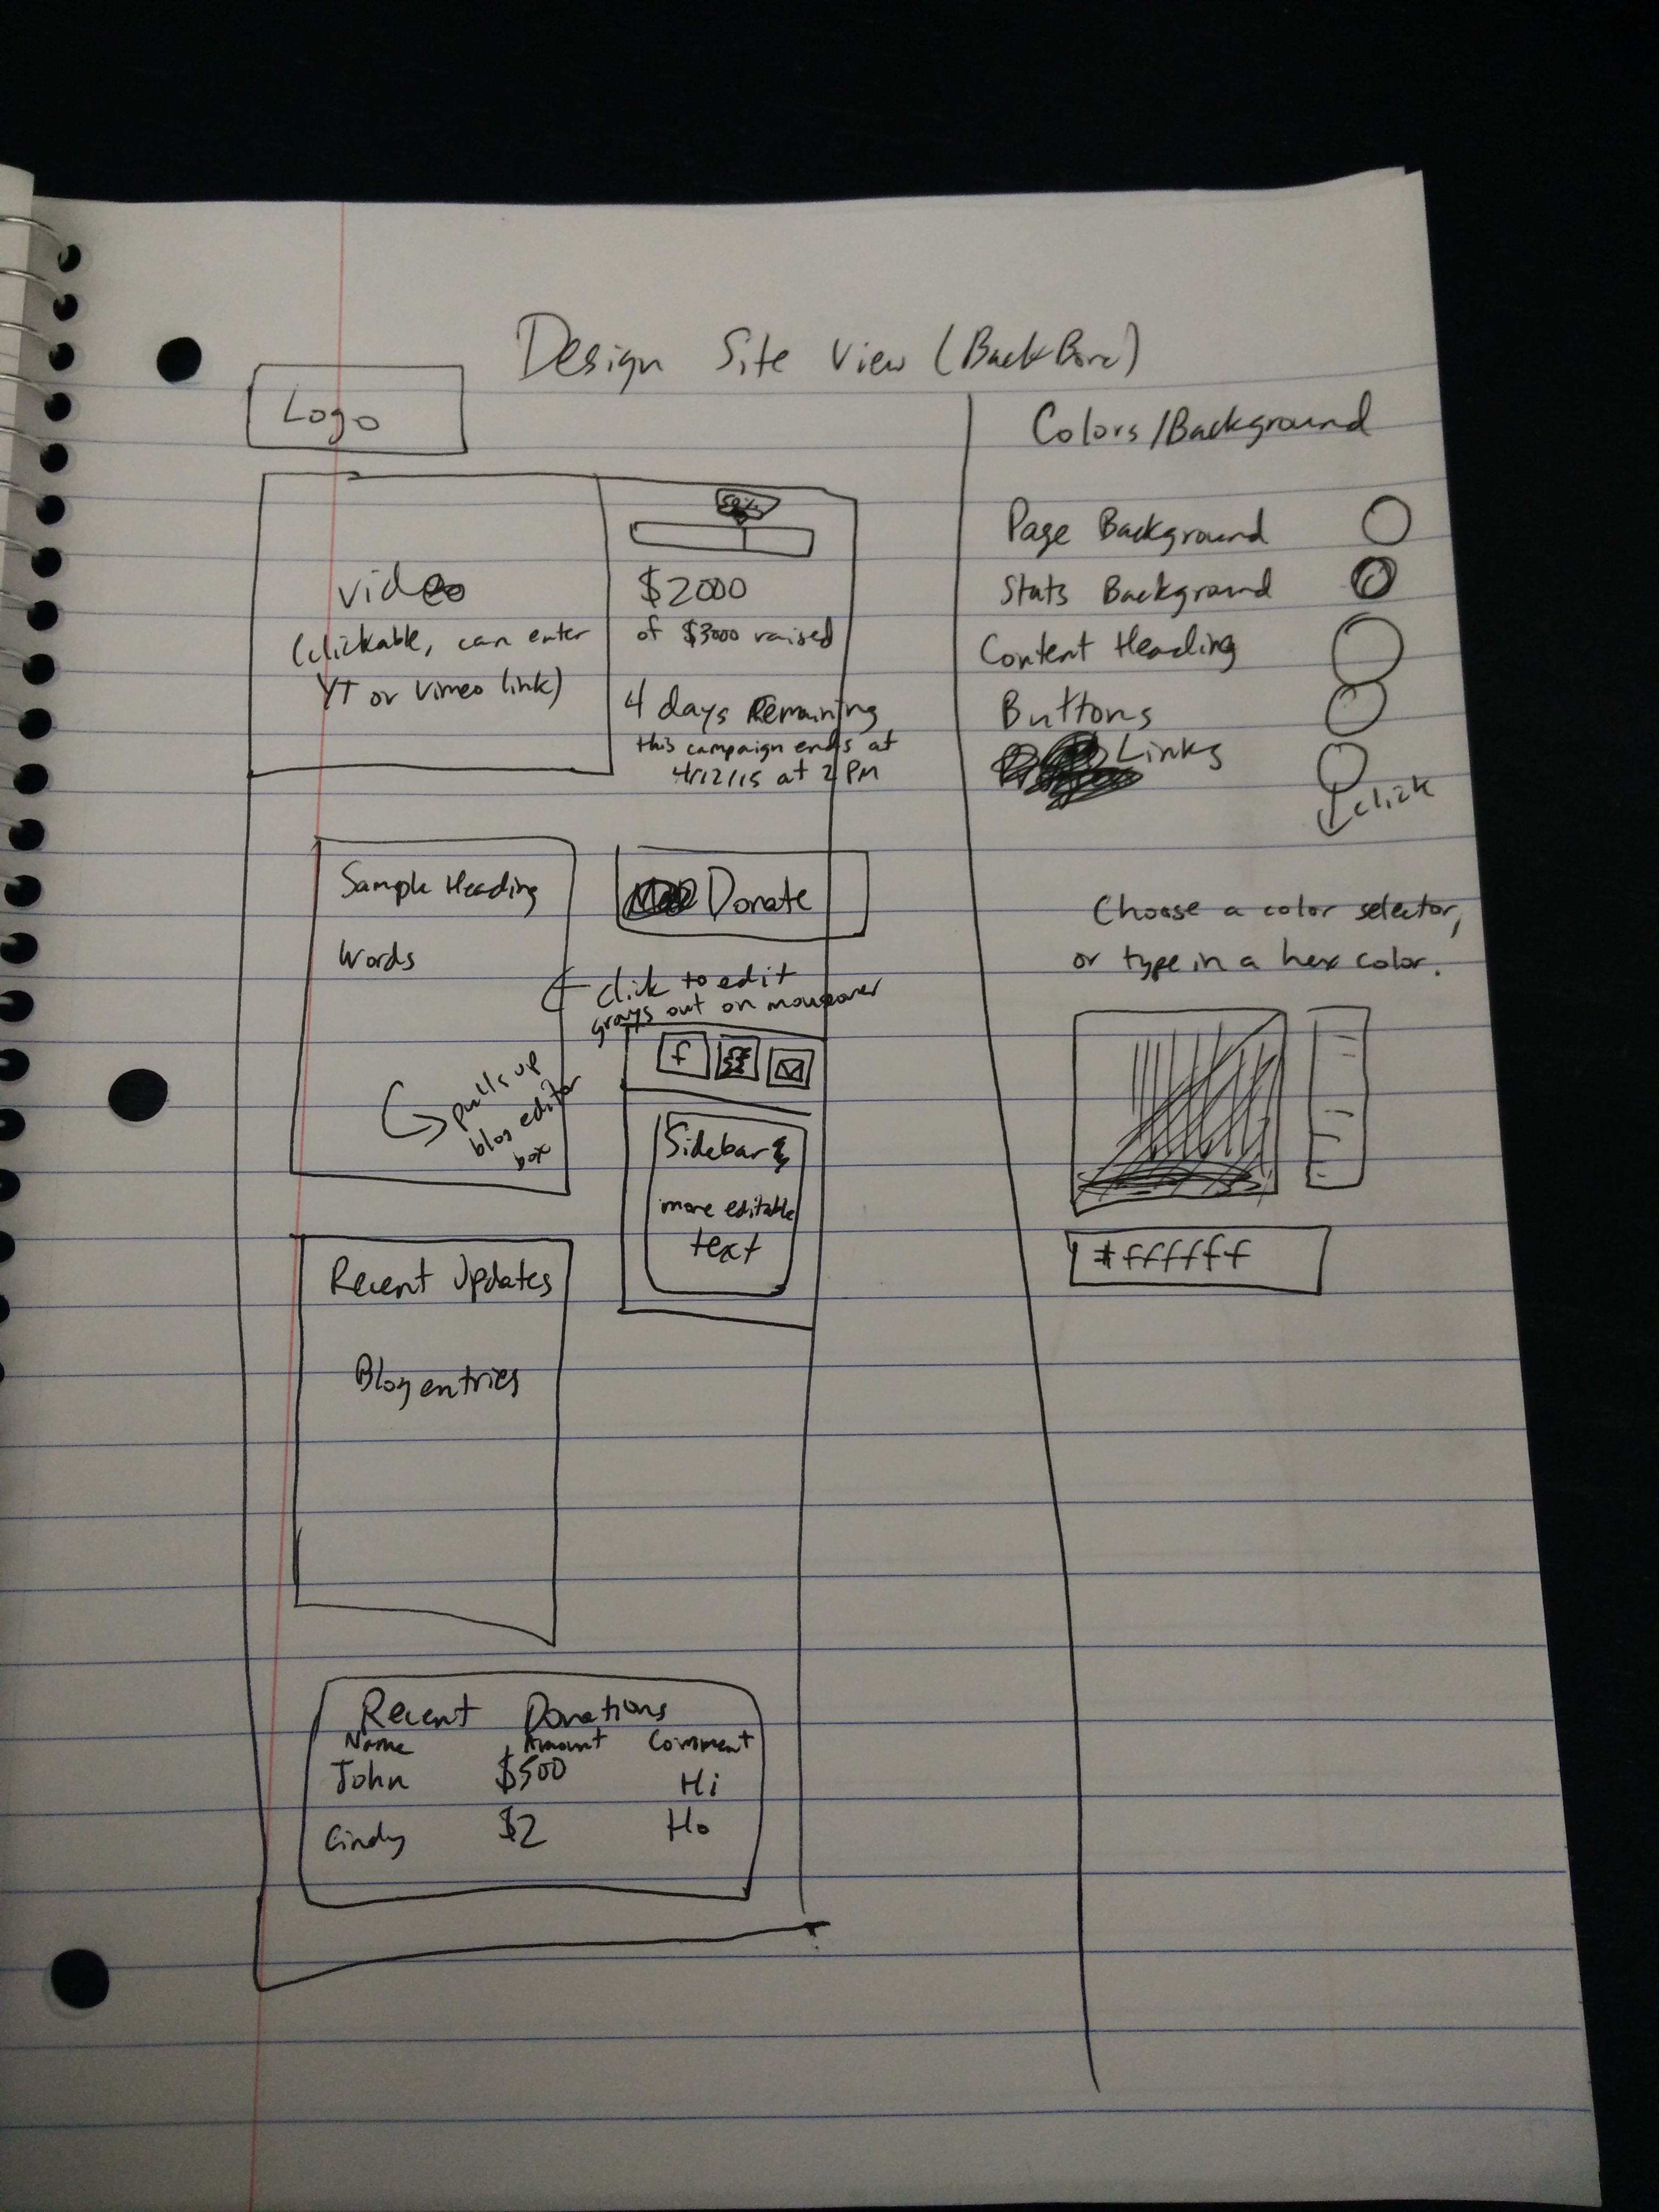 Design Site View (BackBone)
Logo
video
(clickable, can enter
YT or Vimeo link)
50%
$2000
of $3000 raised
4 days Remaining
this campaign ends at
4/12/15 at 2 PM
Sample Heading
Words
pulls up
blog editor
box
Donate
click to edit
grays out on mouseover
f
Sidebar
more editable
text
Recent Updates
Blog entries
Recent Donations
Name Amount Comment
John $500 Hi
Cindy $2 Ho
Colors/Background
Page Background
Stats Background
Content Heading
Buttons
Links
click
Choose a color selector,
or type in a hex color.
#ffffff